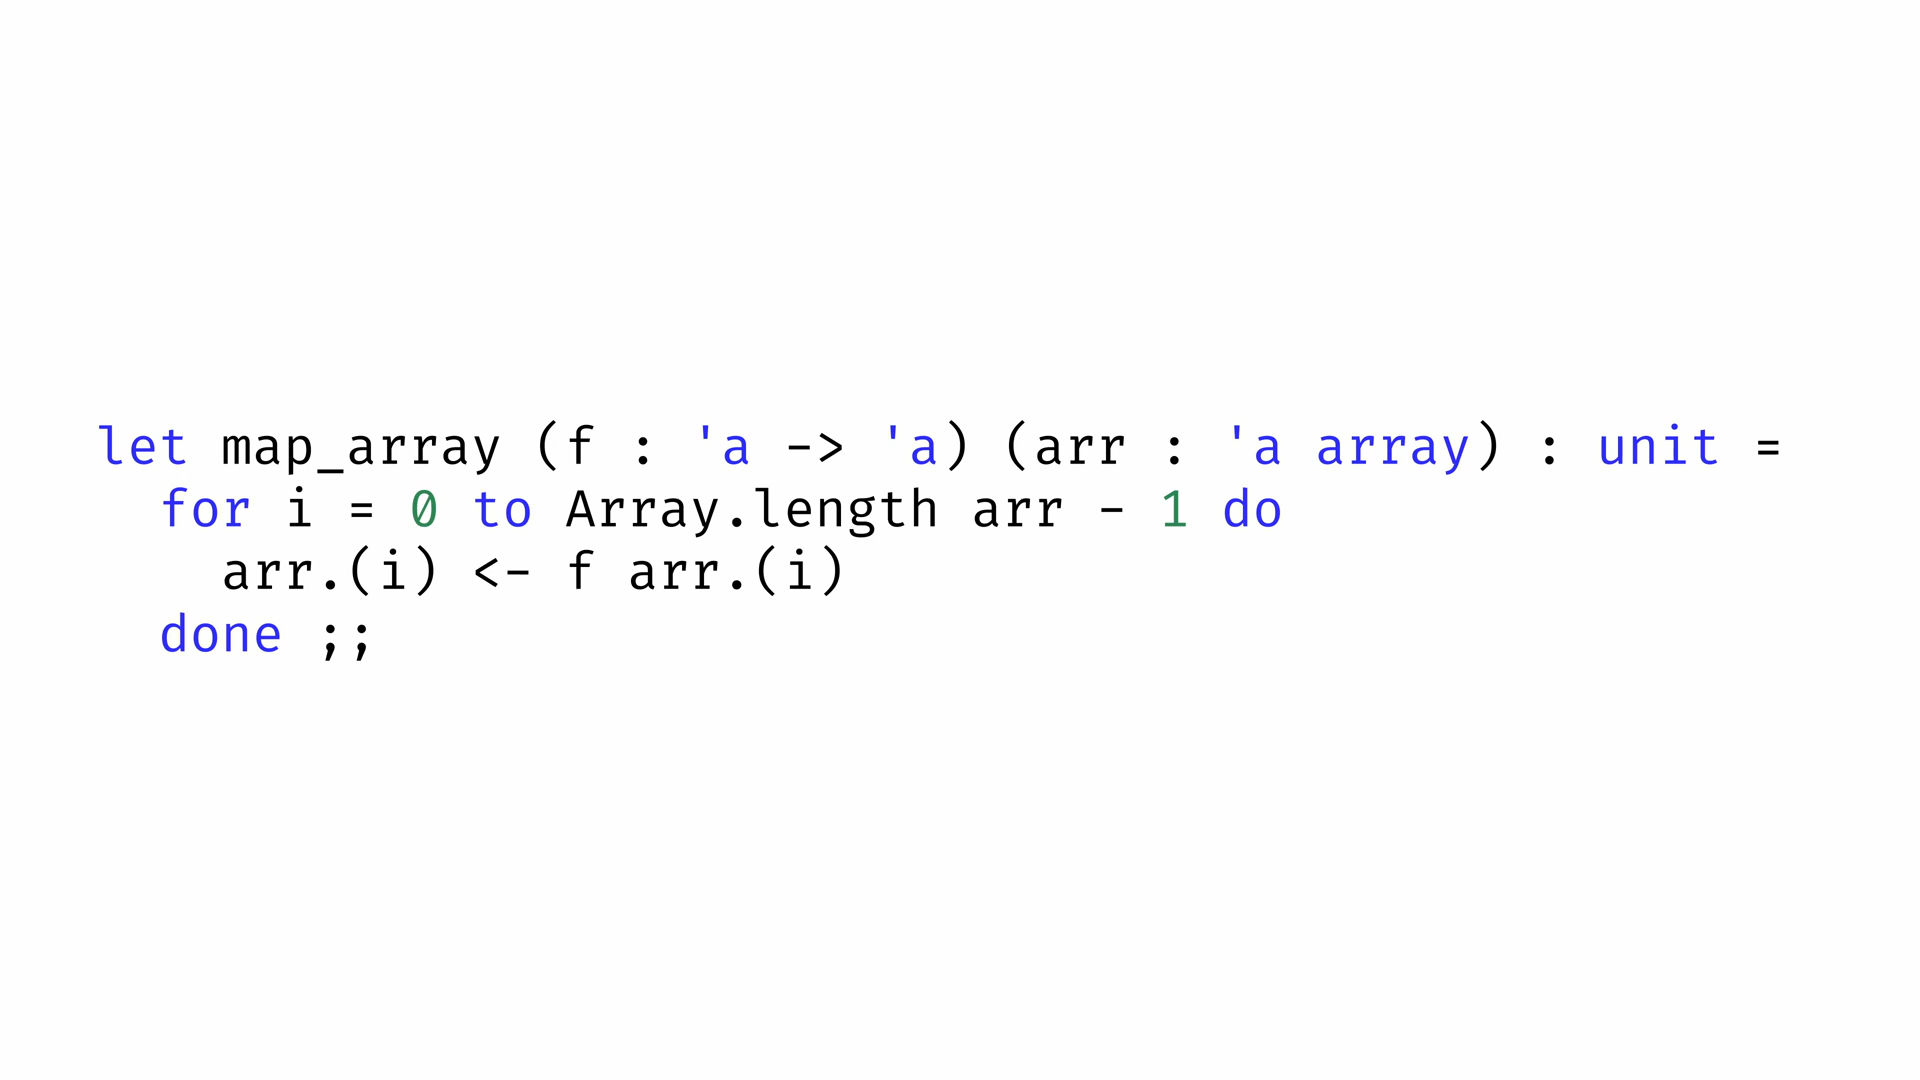 let map_array (f : 'a -> 'a) (arr : 'a array) : unit =
  for i = 0 to Array.length arr - 1 do
    arr.(i) <- f arr.(i)
  done ;;